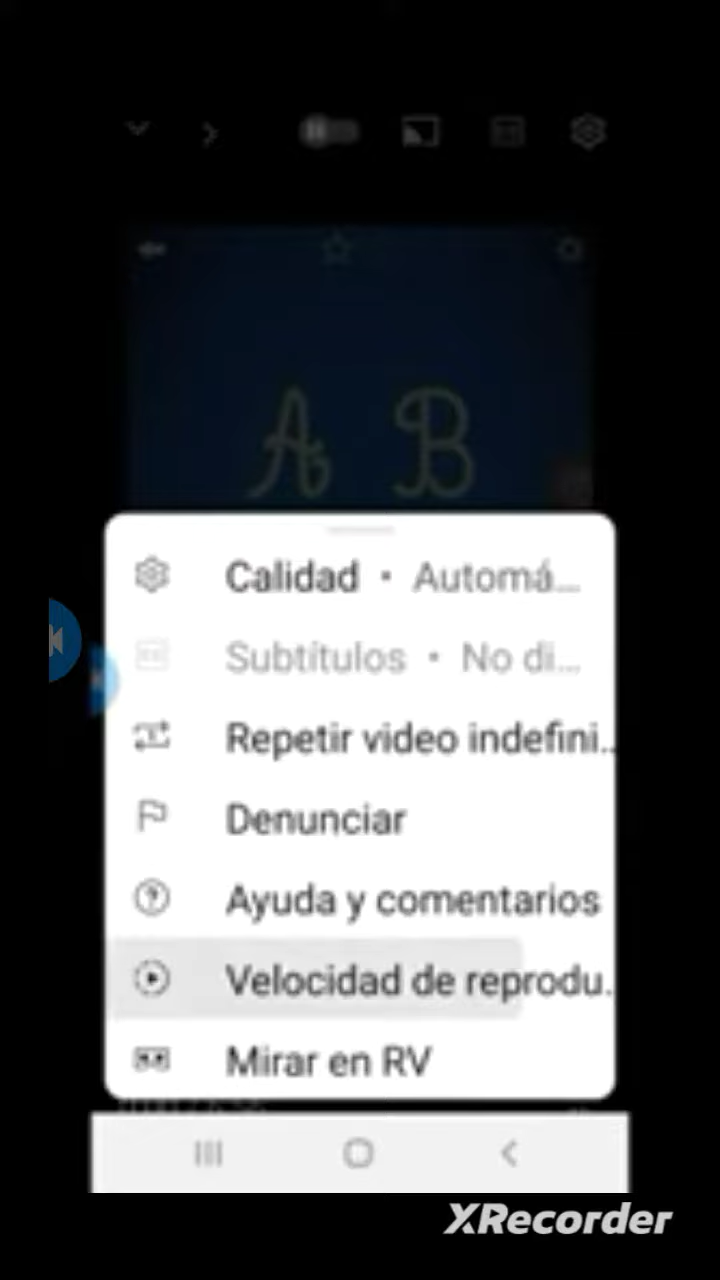 A B
Calidad • Automá...
Subtítulos • No di...
Repetir video indefini..
Denunciar
Ayuda y comentarios
Velocidad de reprodu.
Mirar en RV
XRecorder